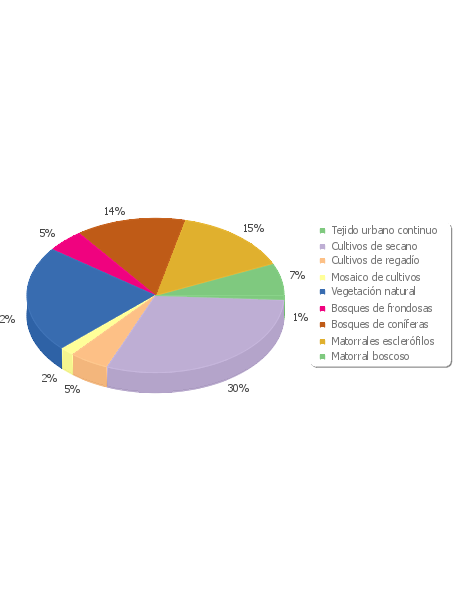 14%
15%
5%
7%
2%
1%
2%
5%
30%
Tejido urbano continuo
Cultivos de secano
Cultivos de regadío
Mosaico de cultivos
Vegetación natural
Bosques de frondosas
Bosques de coníferas
Matorrales esclerófilos
Matorral boscoso